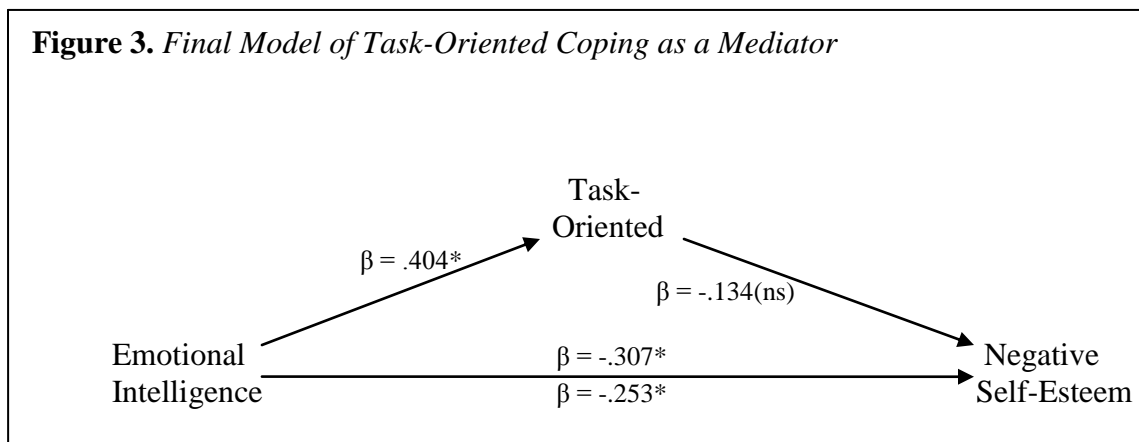 Figure 3. Final Model of Task-Oriented Coping as a Mediator
Task-
Oriented
β = .404*
β = -.134(ns)
Emotional
Intelligence
β = -.307*
β = -.253*
Negative
Self-Esteem